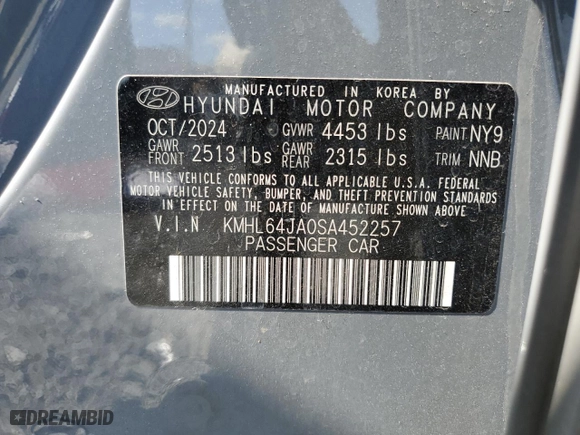 MANUFACTURED IN KOREA BY
HYUNDAI MOTOR COMPANY
OCT/2024 GVWR 4453 lbs PAINT NY9
GAWR FRONT 2513 lbs GAWR REAR 2315 lbs TRIM NNB
THIS VEHICLE CONFORMS TO ALL APPLICABLE U.S.A. FEDERAL
MOTOR VEHICLE SAFETY, BUMPER, AND THEFT PREVENTION STANDARDS
IN EFFECT ON THE DATE OF MANUFACTURE SHOWN ABOVE
V.I.N KMHL64JA0SA452257
PASSENGER CAR
DREAMBID